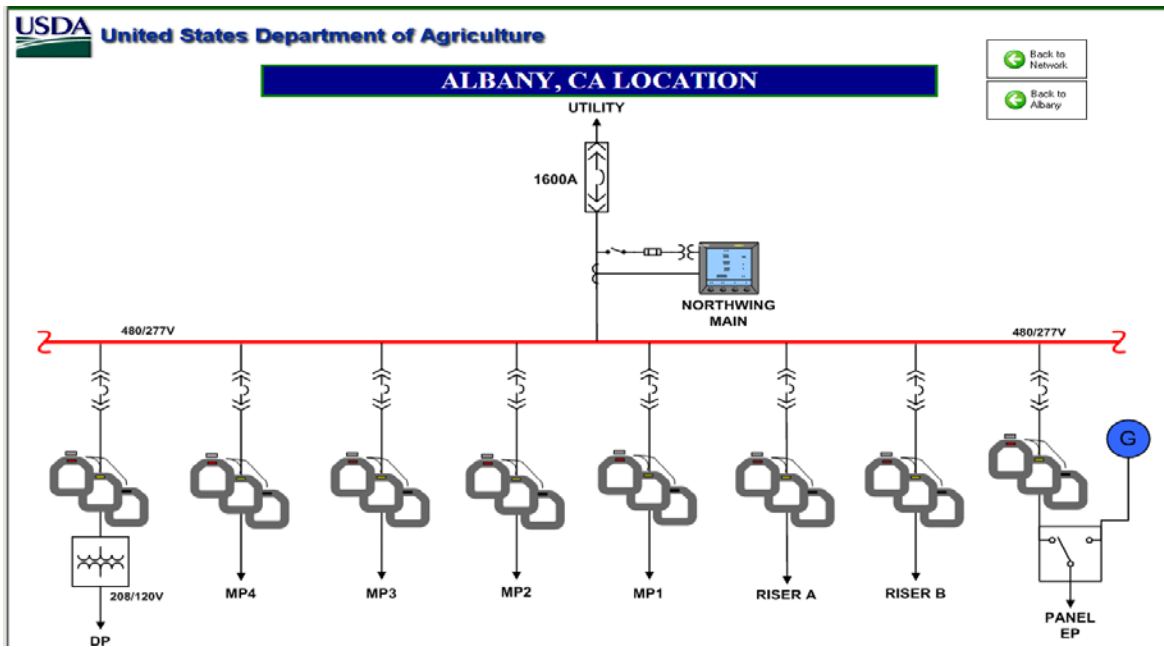 USDA United States Department of Agriculture
Back to
Network
ALBANY, CA LOCATION
Back to
Albany
UTILITY
1600A
NORTHWING
MAIN
480/277V
480/277V
G
208/120V
DP
MP4
MP3
MP2
MP1
RISER A
RISER B
PANEL
EP